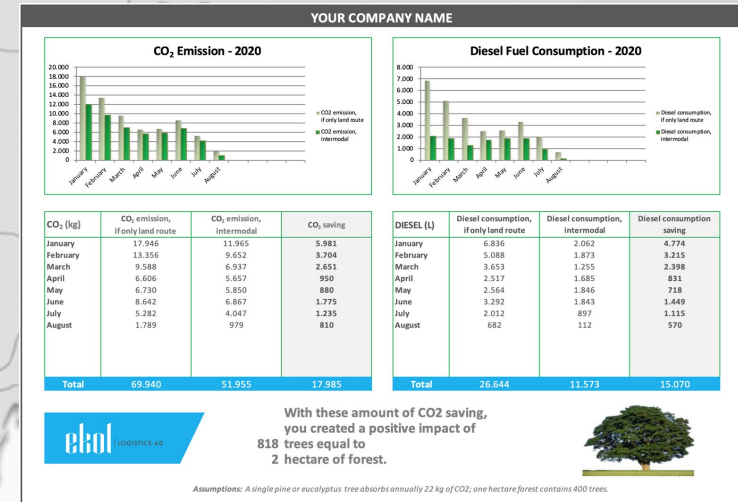 YOUR COMPANY NAME
CO₂ Emission - 2020
20.000
18.000
16.000
14.000
12.000
10.000
8.000
6.000
4.000
2.000
0
January February March April May June July August
CO2 emission, if only land route
CO2 emission, intermodal
Diesel Fuel Consumption - 2020
8.000
7.000
6.000
5.000
4.000
3.000
2.000
1.000
0
January February March April May June July August
Diesel consumption, if only land route
Diesel consumption, intermodal
CO₂ (kg) CO₂ emission, if only land route CO₂ emission, intermodal CO₂ saving
January 17.946 11.965 5.981
February 13.356 9.652 3.704
March 9.588 6.937 2.651
April 6.606 5.657 950
May 6.730 5.850 880
June 8.642 6.867 1.775
July 5.282 4.047 1.235
August 1.789 979 810
Total 69.940 51.955 17.985
DIESEL (L) Diesel consumption, if only land route Diesel consumption, intermodal Diesel consumption saving
January 6.836 2.062 4.774
February 5.088 1.873 3.215
March 3.653 1.255 2.398
April 2.517 1.685 831
May 2.564 1.846 718
June 3.292 1.843 1.449
July 2.012 897 1.115
August 682 112 570
Total 26.644 11.573 15.070
ekol LOGISTICS 4.0
With these amount of CO2 saving,
you created a positive impact of
818 trees equal to
2 hectare of forest.
Assumptions: A single pine or eucalyptus tree absorbs annually 22 kg of CO2; one hectare forest contains 400 trees.